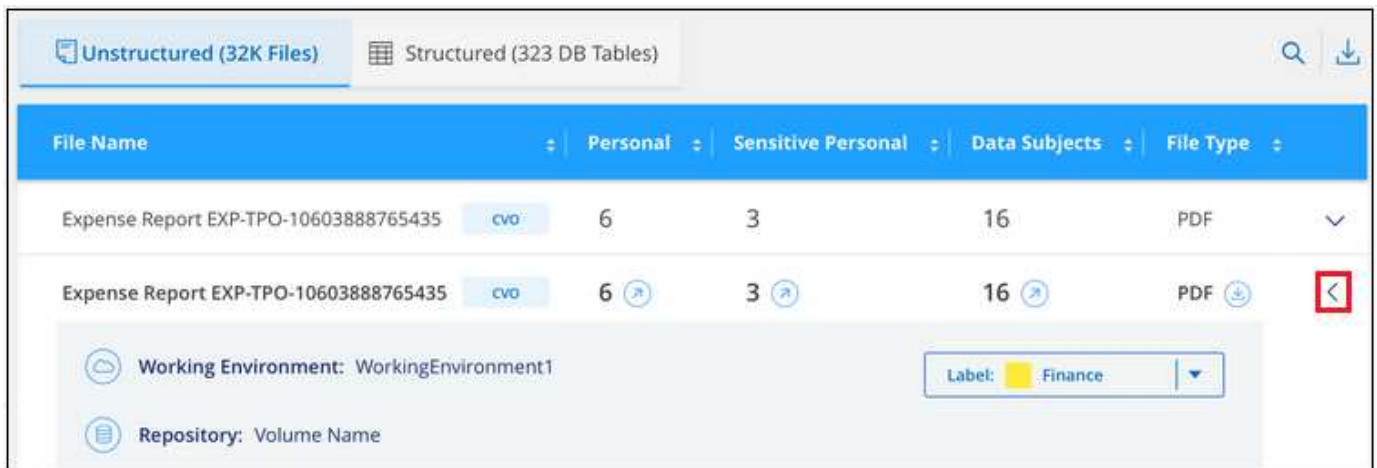 Unstructured (32K Files) Structured (323 DB Tables)
File Name Personal Sensitive Personal Data Subjects File Type
Expense Report EXP-TPO-10603888765435 CVO 6 3 16 PDF
Expense Report EXP-TPO-10603888765435 CVO 6 3 16 PDF
Working Environment: WorkingEnvironment1 Label: Finance
Repository: Volume Name